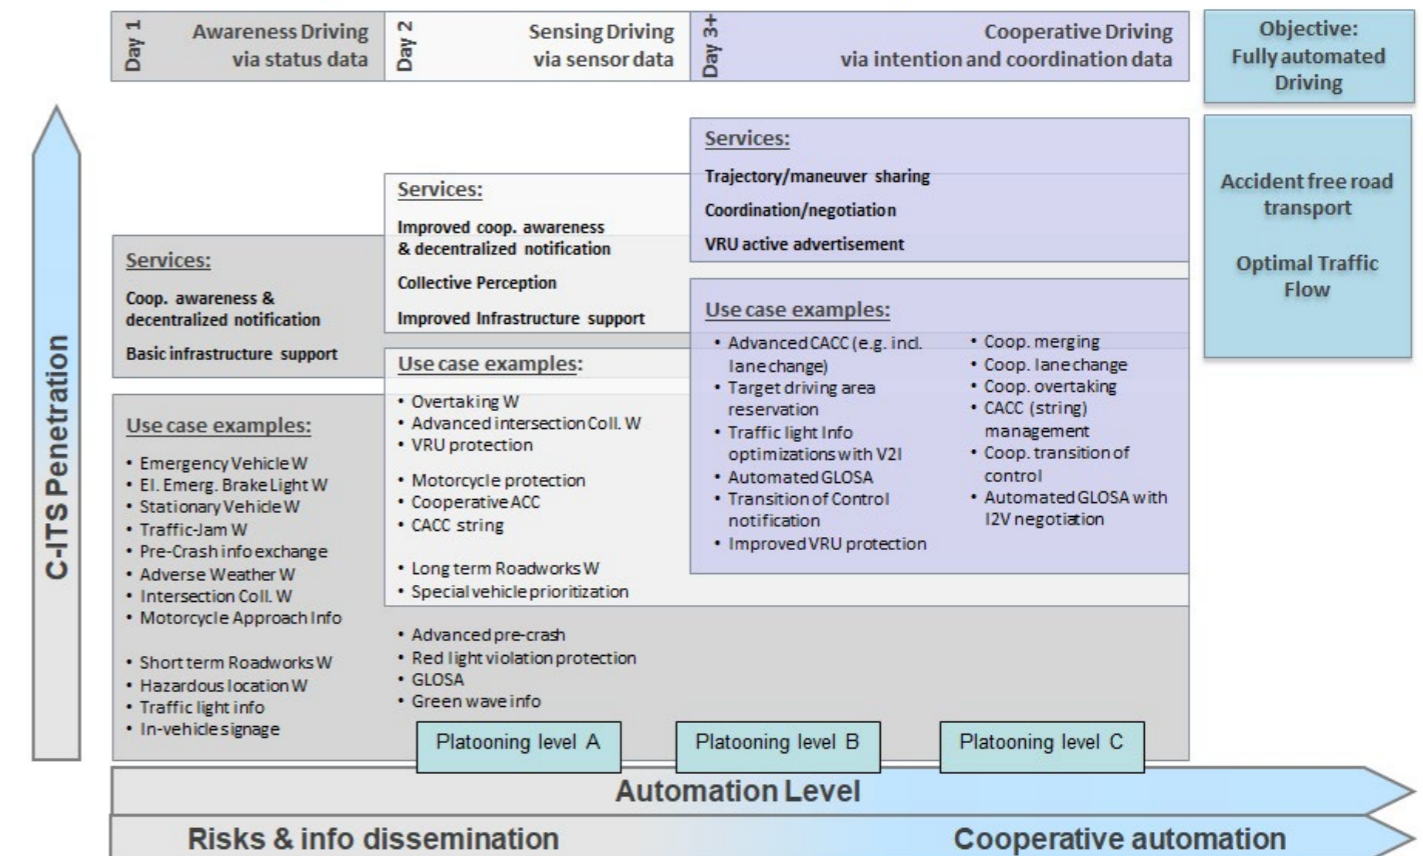 Day 1
Awareness Driving
via status data
Day 2
Sensing Driving
via sensor data
Day 3+
Cooperative Driving
via intention and coordination data
Objective:
Fully automated
Driving
C-ITS Penetration
Services:
Coop. awareness &
decentralized notification
Basic infrastructure support
Use case examples:
• Emergency Vehicle W
• El. Emerg. Brake Light W
• Stationary Vehicle W
• Traffic-Jam W
• Pre-Crash info exchange
• Adverse Weather W
• Intersection Coll. W
• Motorcycle Approach Info
• Short term Roadworks W
• Hazardous location W
• Traffic light info
• In-vehicle signage
Services:
Improved coop. awareness
& decentralized notification
Collective Perception
Improved Infrastructure support
Use case examples:
• Overtaking W
• Advanced intersection Coll. W
• VRU protection
• Motorcycle protection
• Cooperative ACC
• CACC string
• Long term Roadworks W
• Special vehicle prioritization
• Advanced pre-crash
• Red light violation protection
• GLOSA
• Green wave info
Services:
Trajectory/maneuver sharing
Coordination/negotiation
VRU active advertisement
Use case examples:
• Advanced CACC (e.g. incl.
lane change)
• Target driving area
reservation
• Traffic light Info
optimizations with V2I
• Automated GLOSA
• Transition of Control
notification
• Improved VRU protection
• Coop. merging
• Coop. lane change
• Coop. overtaking
• CACC (string)
management
• Coop. transition of
control
• Automated GLOSA with
I2V negotiation
Accident free road
transport
Optimal Traffic
Flow
Platooning level A
Platooning level B
Platooning level C
Automation Level
Risks & info dissemination
Cooperative automation